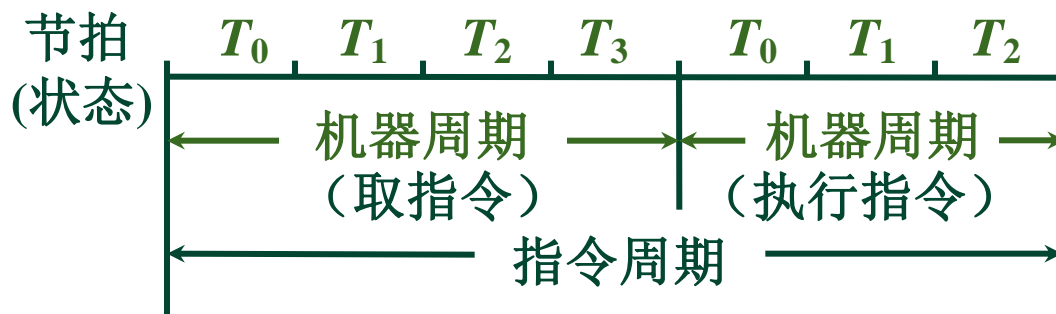 节拍
(状态)
T0 T1 T2 T3 T0 T1 T2
机器周期 机器周期
（取指令） （执行指令）
指令周期